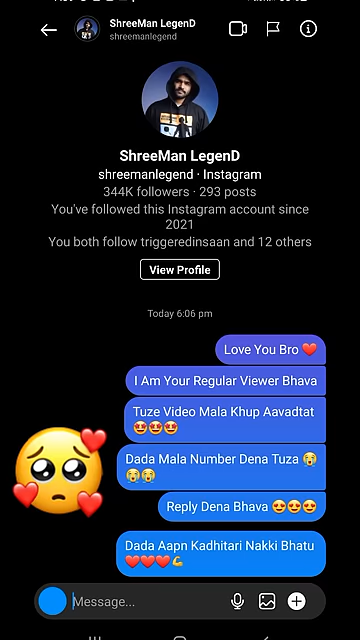 ShreeMan LegenD
shreemanlegend
ShreeMan LegenD
shreemanlegend · Instagram
344K followers · 293 posts
You've followed this Instagram account since
2021
You both follow triggeredinsaan and 12 others
View Profile
Today 6:06 pm
Love You Bro ❤️
I Am Your Regular Viewer Bhava
Tuze Video Mala Khup Aavadtat
😍😍😍
Dada Mala Number Dena Tuza 😭
😭😭
Reply Dena Bhava 😍😍😍
Dada Aapn Kadhitari Nakki Bhatu
❤️❤️❤️💪
Message...